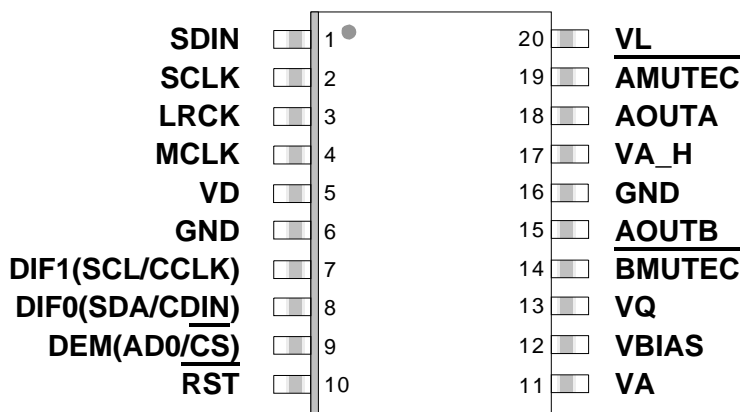 SDIN 1 20 VL
SCLK 2 19 AMUTEC
LRCK 3 18 AOUTA
MCLK 4 17 VA_H
VD 5 16 GND
GND 6 15 AOUTB
DIF1(SCL/CCLK) 7 14 BMUTEC
DIF0(SDA/CDIN) 8 13 VQ
DEM(AD0/CS) 9 12 VBIAS
RST 10 11 VA